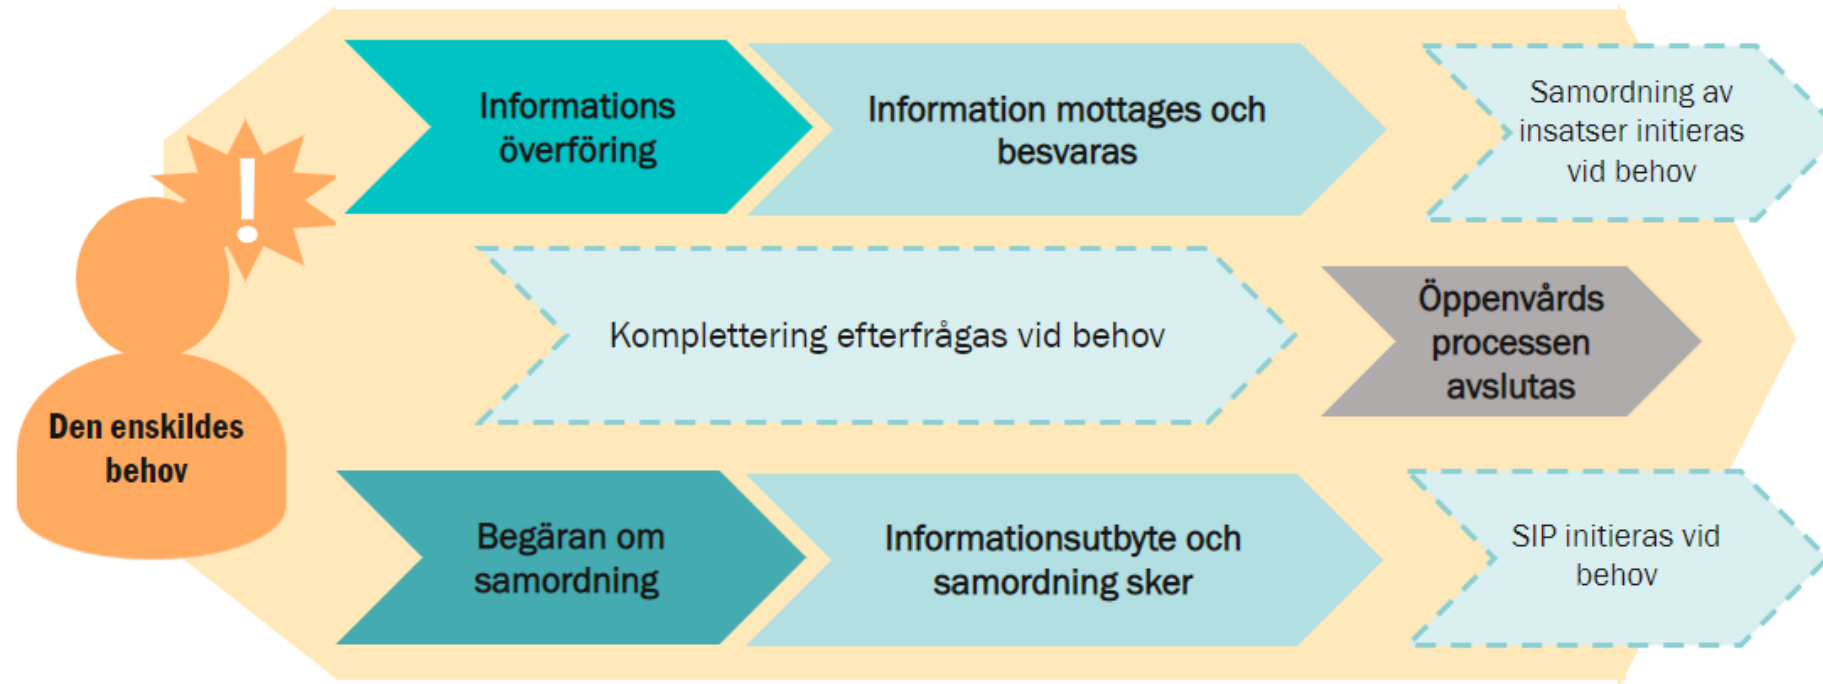 Informations
överföring
Information mottages och
besvaras
Samordning av
insatser initieras
vid behov
!
Komplettering efterfrågas vid behov
Öppenvårds
processen
avslutas
Den enskildes
behov
Begäran om
samordning
Informationsutbyte och
samordning sker
SIP initieras vid
behov